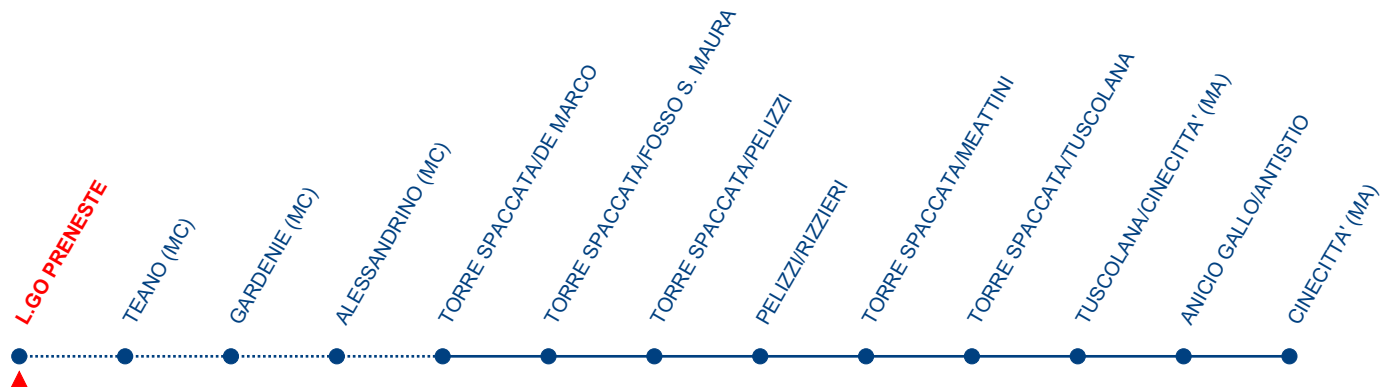 L.GO PRENESTE
TEANO (MC)
GARDENIE (MC)
ALESSANDRINO (MC)
TORRE SPACCATA/DE MARCO
TORRE SPACCATA/FOSSO S. MAURA
TORRE SPACCATA/PELIZZI
PELIZZI/RIZZIERI
TORRE SPACCATA/MEATTINI
TORRE SPACCATA/TUSCOLANA
TUSCOLANA/CINECITTA' (MA)
ANICIO GALLO/ANTISTIO
CINECITTA' (MA)